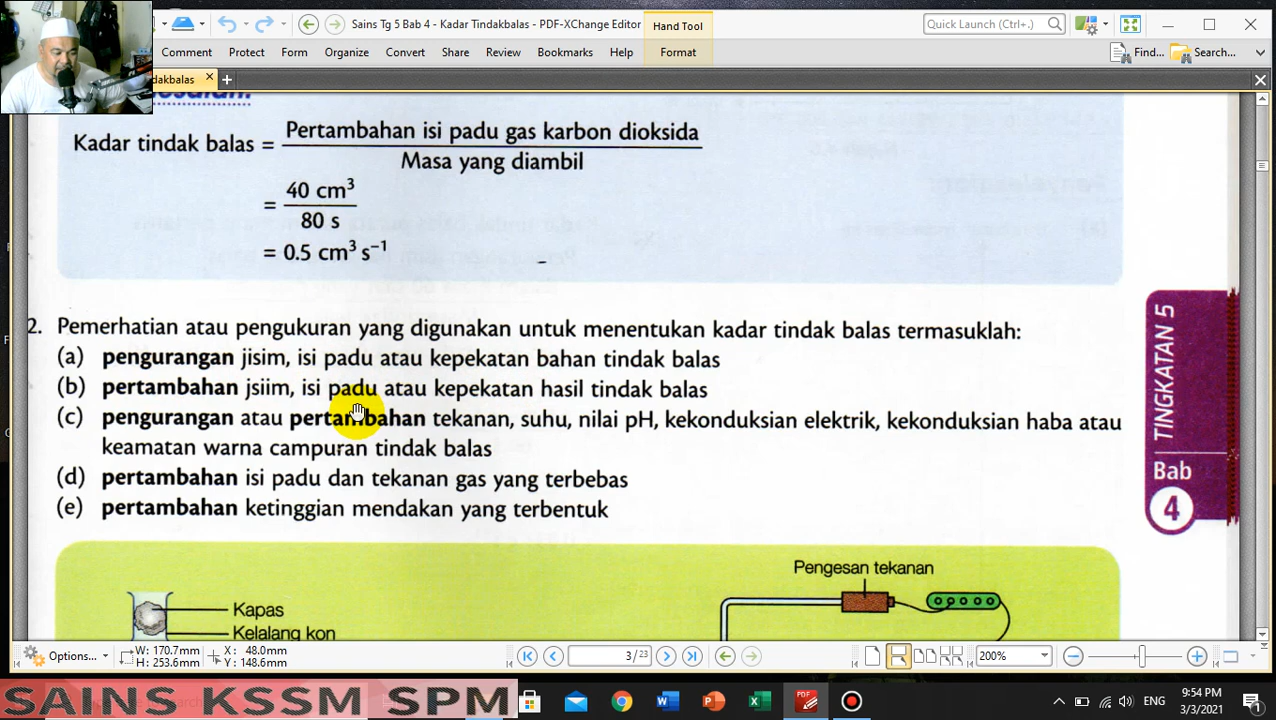 Sains Tg 5 Bab 4 - Kadar Tindakbalas - PDF-XChange Editor
Hand Tool
Quick Launch (Ctrl+.)
Comment Protect Form Organize Convert Share Review Bookmarks Help Format
Find... Search...
dakbalas
Kadar tindak balas = Pertambahan isi padu gas karbon dioksida
Masa yang diambil
= 40 cm³
80 s
= 0.5 cm³ s⁻¹
2. Pemerhatian atau pengukuran yang digunakan untuk menentukan kadar tindak balas termasuklah:
(a) pengurangan jisim, isi padu atau kepekatan bahan tindak balas
(b) pertambahan jsiim, isi padu atau kepekatan hasil tindak balas
(c) pengurangan atau pertambahan tekanan, suhu, nilai pH, kekonduksian elektrik, kekonduksian haba atau
keamatan warna campuran tindak balas
(d) pertambahan isi padu dan tekanan gas yang terbebas
(e) pertambahan ketinggian mendakan yang terbentuk
TINGKATAN 5
Bab
4
Pengesan tekanan
Kapas
Kelalang kon
Options...
W: 170.7mm
H: 253.6mm
X: 48.0mm
Y: 148.6mm
3 / 23
200%
SAINS KSSM SPM
ENG
9:54 PM
3/3/2021